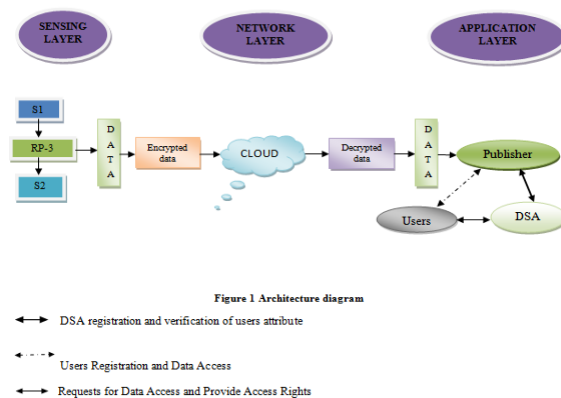 SENSING
LAYER
NETWORK
LAYER
APPLICATION
LAYER
S1
RP-3
S2
D
A
T
A
Encrypted
data
CLOUD
Decrypted
data
D
A
T
A
Publisher
Users
DSA
Figure 1 Architecture diagram
DSA registration and verification of users attribute
Users Registration and Data Access
Requests for Data Access and Provide Access Rights